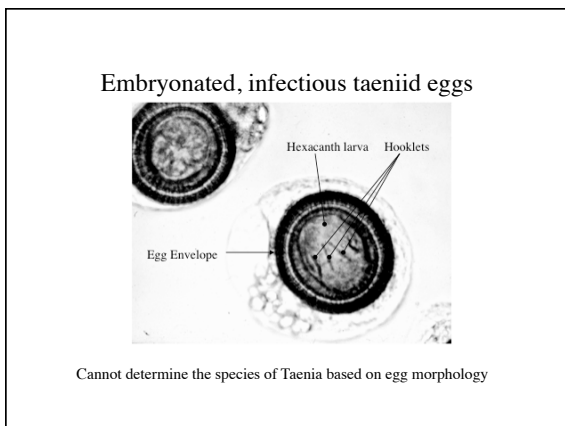 Embryonated, infectious taeniid eggs
Hexacanth larva Hooklets
Egg Envelope
Cannot determine the species of Taenia based on egg morphology